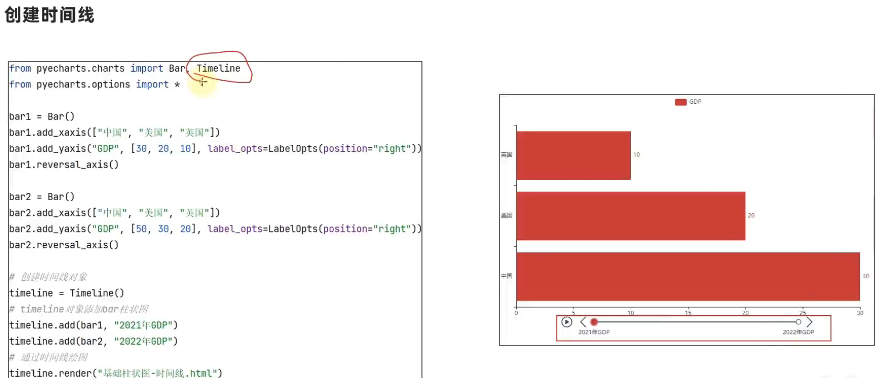 创建时间线
from pyecharts.charts import Bar, Timeline
from pyecharts.options import *
bar1 = Bar()
bar1.add_xaxis(["中国", "美国", "英国"])
bar1.add_yaxis("GDP", [30, 20, 10], label_opts=LabelOpts(position="right"))
bar1.reversal_axis()
bar2 = Bar()
bar2.add_xaxis(["中国", "美国", "英国"])
bar2.add_yaxis("GDP", [50, 30, 20], label_opts=LabelOpts(position="right"))
bar2.reversal_axis()
# 创建时间线对象
timeline = Timeline()
# timeline对象添加bar柱状图
timeline.add(bar1, "2021年GDP")
timeline.add(bar2, "2022年GDP")
# 通过时间线绘图
timeline.render("基础柱状图-时间线.html")
GDP
英国
10
美国
20
中国
30
0 5 10 15 20 25 30
2021年GDP 2022年GDP